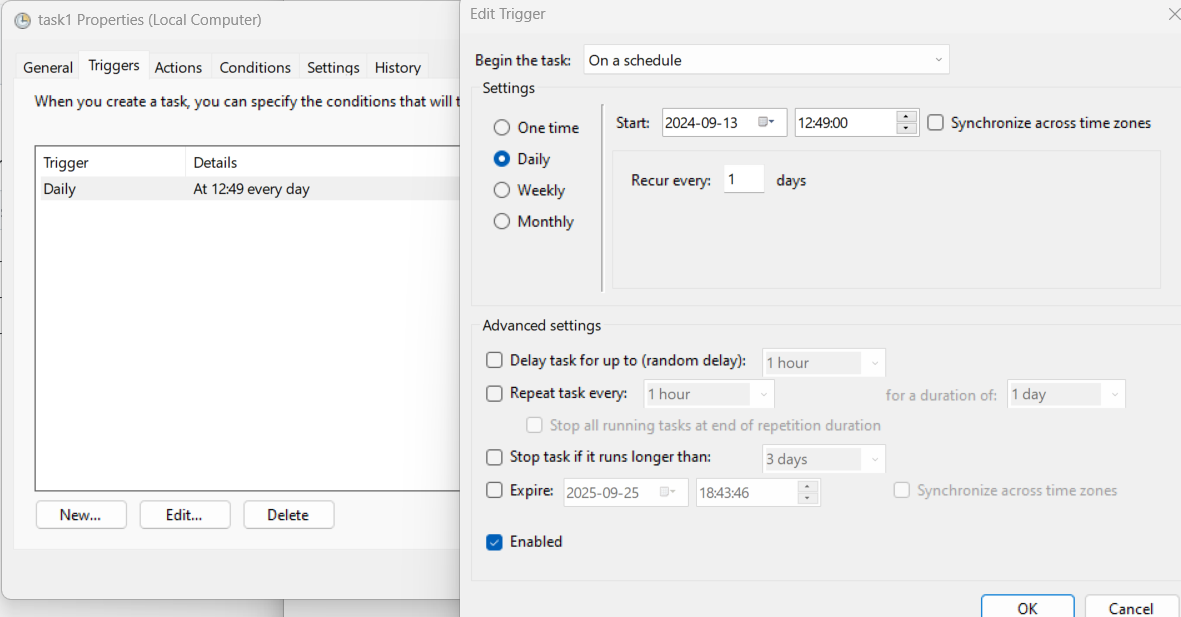 task1 Properties (Local Computer)
General Triggers Actions Conditions Settings History
When you create a task, you can specify the conditions that will
Trigger Details
Daily At 12:49 every day
New... Edit... Delete
Edit Trigger
Begin the task: On a schedule
Settings
One time
Daily
Weekly
Monthly
Start: 2024-09-13 12:49:00 Synchronize across time zones
Recur every: 1 days
Advanced settings
Delay task for up to (random delay): 1 hour
Repeat task every: 1 hour for a duration of: 1 day
Stop all running tasks at end of repetition duration
Stop task if it runs longer than: 3 days
Expire: 2025-09-25 18:43:46 Synchronize across time zones
Enabled
OK Cancel